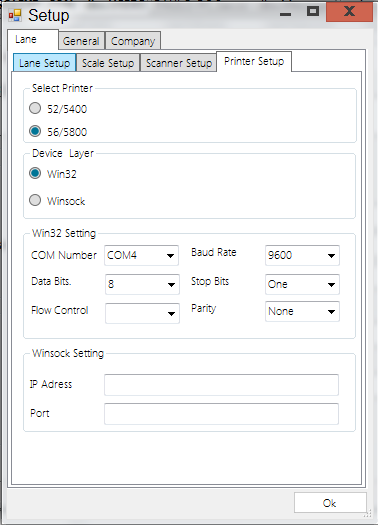 Setup
Lane General Company
Lane Setup Scale Setup Scanner Setup Printer Setup
Select Printer
52/5400
56/5800
Device Layer
Win32
Winsock
Win32 Setting
COM Number COM4 Baud Rate 9600
Data Bits. 8 Stop Bits One
Flow Control Parity None
Winsock Setting
IP Adress
Port
Ok